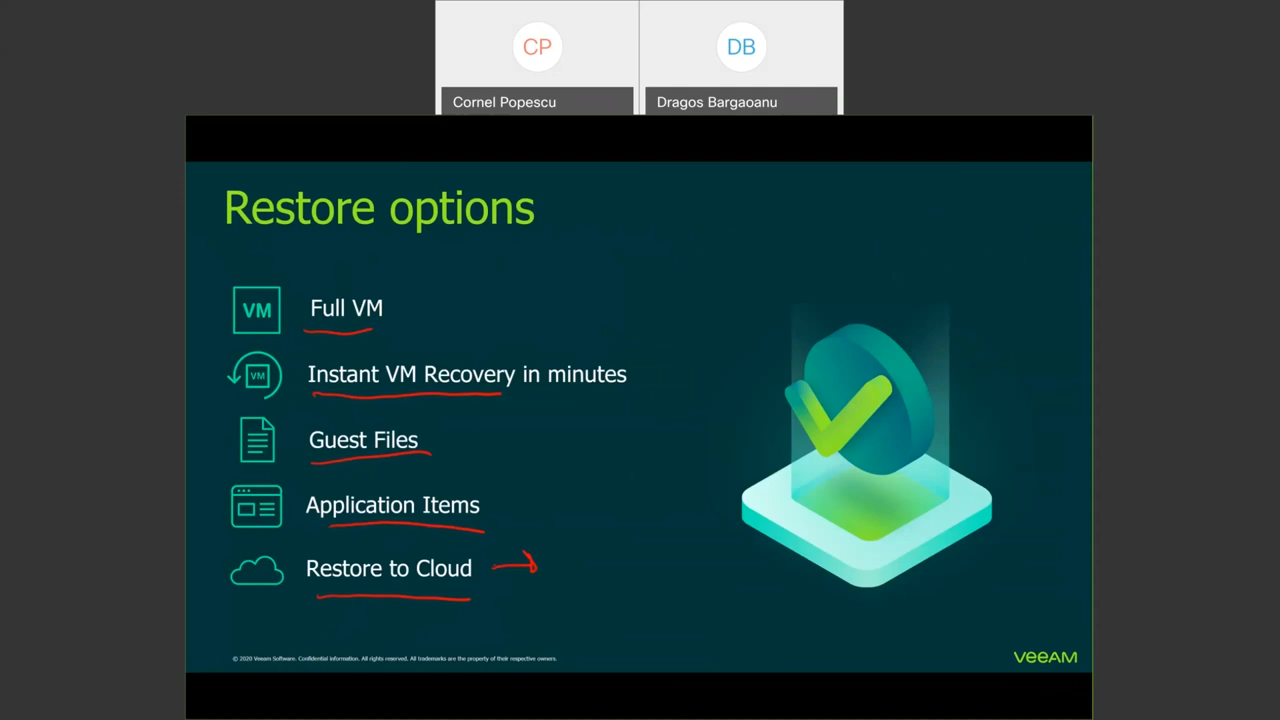 CP
DB
Cornel Popescu
Dragos Bargaoanu
Restore options
VM
Full VM
VM
Instant VM Recovery in minutes
Guest Files
Application Items
Restore to Cloud
© 2020 Veeam Software. Confidential information. All rights reserved. All trademarks are the property of their respective owners.
VEEAM